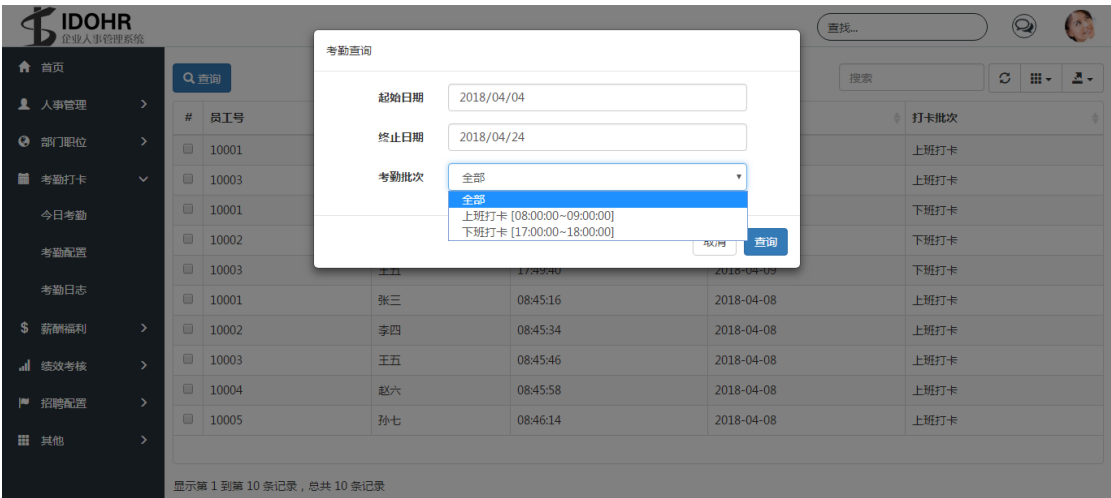 IDOHR
企业人事管理系统
查找...
首页
人事管理
部门职位
考勤打卡
今日考勤
考勤配置
考勤日志
薪酬福利
绩效考核
招聘配置
其他
查询
搜索
考勤查询
起始日期 2018/04/04
终止日期 2018/04/24
考勤批次 全部
全部
上班打卡 [08:00:00~09:00:00]
下班打卡 [17:00:00~18:00:00]
取消 查询
# 员工号 打卡批次
10001 上班打卡
10003 上班打卡
10001 下班打卡
10002 下班打卡
10003 王五 17:49:40 2018-04-09 下班打卡
10001 张三 08:45:16 2018-04-08 上班打卡
10002 李四 08:45:34 2018-04-08 上班打卡
10003 王五 08:45:46 2018-04-08 上班打卡
10004 赵六 08:45:58 2018-04-08 上班打卡
10005 孙七 08:46:14 2018-04-08 上班打卡
显示第 1 到第 10 条记录，总共 10 条记录